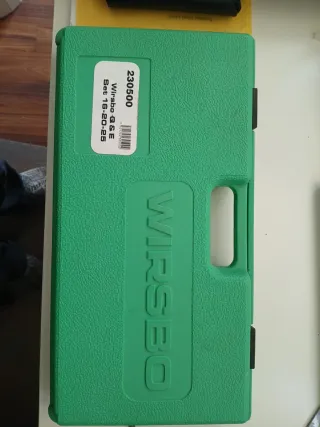 230500
Wirsbo Q & E
Set 16-20-25
WIRSBO